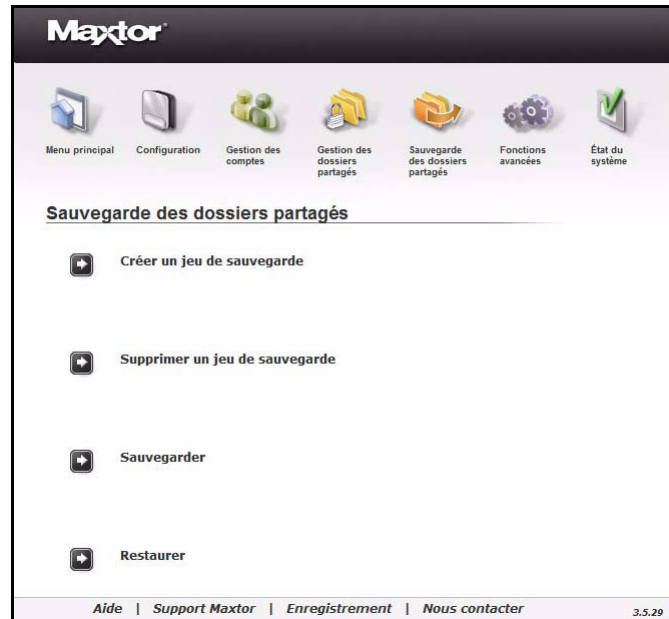 Maxtor
Menu principal
Configuration
Gestion des
comptes
Gestion des
dossiers
partagés
Sauvegarde
des dossiers
partagés
Fonctions
avancées
État du
système
Sauvegarde des dossiers partagés
Créer un jeu de sauvegarde
Supprimer un jeu de sauvegarde
Sauvegarder
Restaurer
Aide | Support Maxtor | Enregistrement | Nous contacter
3.5.29